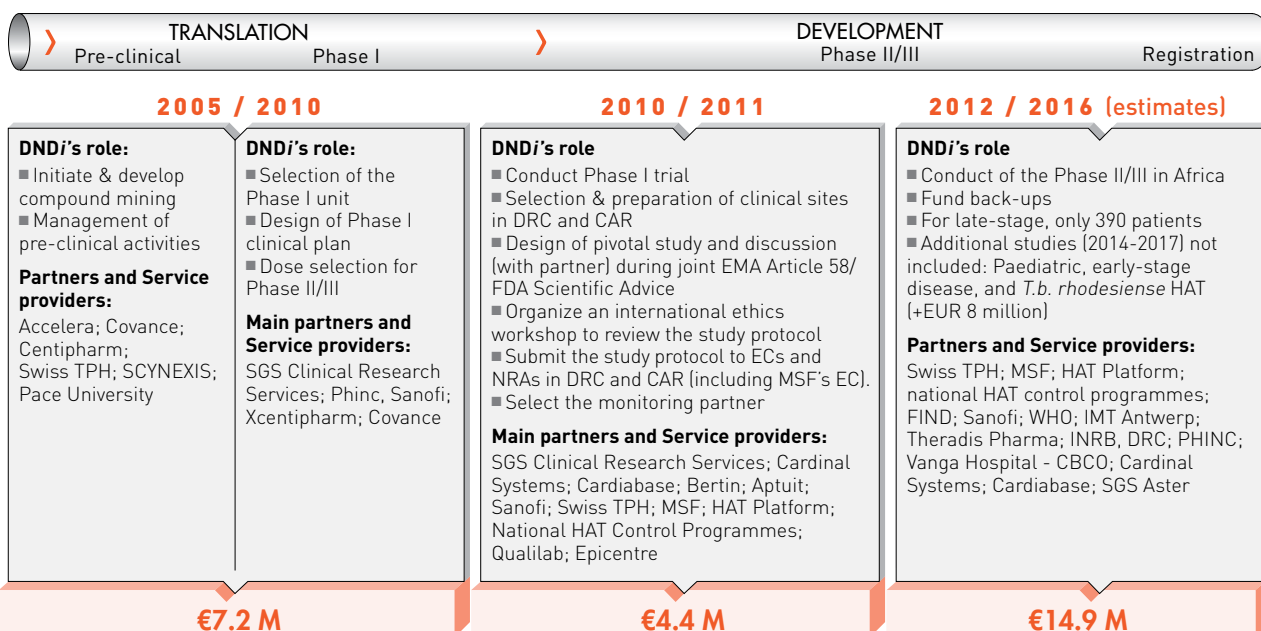 TRANSLATION
Pre-clinical
Phase I
DEVELOPMENT
Phase II/III
Registration
2005 / 2010
DNDi's role:
■ Initiate & develop
compound mining
■ Management of
pre-clinical activities
Partners and Service
providers:
Accelera; Covance;
Centipharm;
Swiss TPH; SCYNEXIS;
Pace University
DNDi's role:
■ Selection of the
Phase I unit
■ Design of Phase I
clinical plan
■ Dose selection for
Phase II/III
Main partners and
Service providers:
SGS Clinical Research
Services; Phinc, Sanofi;
Xcentipharm; Covance
€7.2 M
2010 / 2011
DNDi's role
■ Conduct Phase I trial
■ Selection & preparation of clinical sites
in DRC and CAR
■ Design of pivotal study and discussion
(with partner) during joint EMA Article 58/
FDA Scientific Advice
■ Organize an international ethics
workshop to review the study protocol
■ Submit the study protocol to ECs and
NRAs in DRC and CAR (including MSF's EC).
■ Select the monitoring partner
Main partners and Service providers:
SGS Clinical Research Services; Cardinal
Systems; Cardiabase; Bertin; Aptuit;
Sanofi; Swiss TPH; MSF; HAT Platform;
National HAT Control Programmes;
Qualilab; Epicentre
€4.4 M
2012 / 2016 (estimates)
DNDi's role
■ Conduct of the Phase II/III in Africa
■ Fund back-ups
■ For late-stage, only 390 patients
■ Additional studies (2014-2017) not
included: Paediatric, early-stage
disease, and T.b. rhodesiense HAT
(+EUR 8 million)
Partners and Service providers:
Swiss TPH; MSF; HAT Platform;
national HAT control programmes;
FIND; Sanofi; WHO; IMT Antwerp;
Theradis Pharma; INRB, DRC; PHINC;
Vanga Hospital - CBCO; Cardinal
Systems; Cardiabase; SGS Aster
€14.9 M